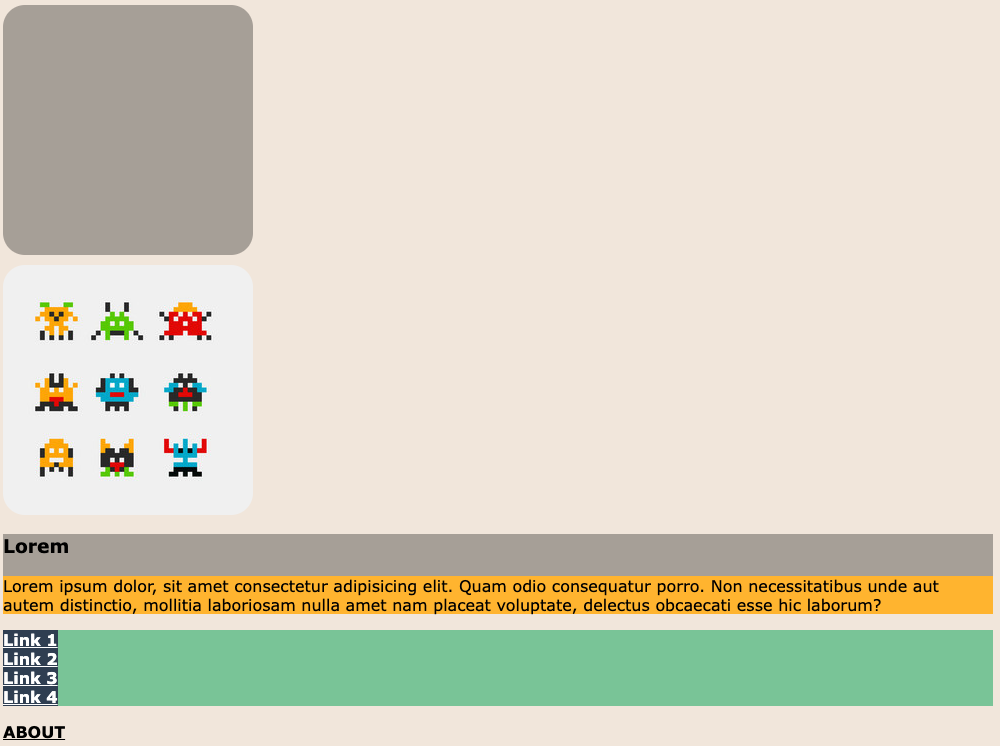 Lorem
Lorem ipsum dolor, sit amet consectetur adipisicing elit. Quam odio consequatur porro. Non necessitatibus unde aut
autem distinctio, mollitia laboriosam nulla amet nam placeat voluptate, delectus obcaecati esse hic laborum?
Link 1
Link 2
Link 3
Link 4
ABOUT